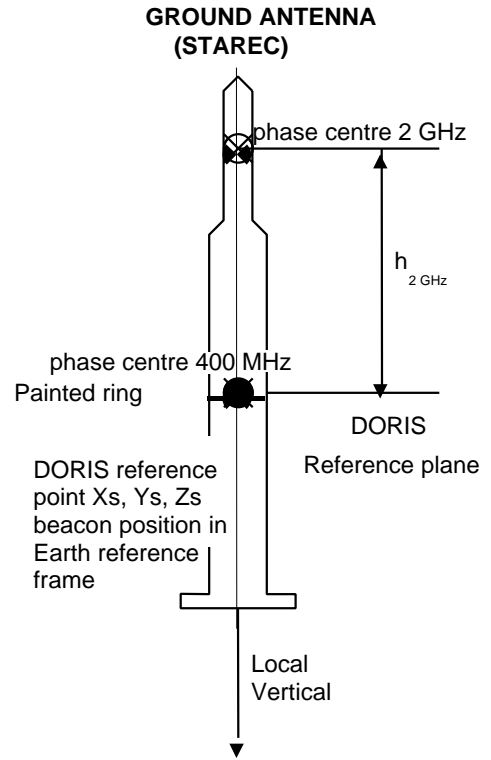 GROUND ANTENNA
(STAREC)
phase centre 2 GHz
h
2 GHz
phase centre 400 MHz
Painted ring
DORIS
Reference plane
DORIS reference
point Xs, Ys, Zs
beacon position in
Earth reference
frame
Local
Vertical